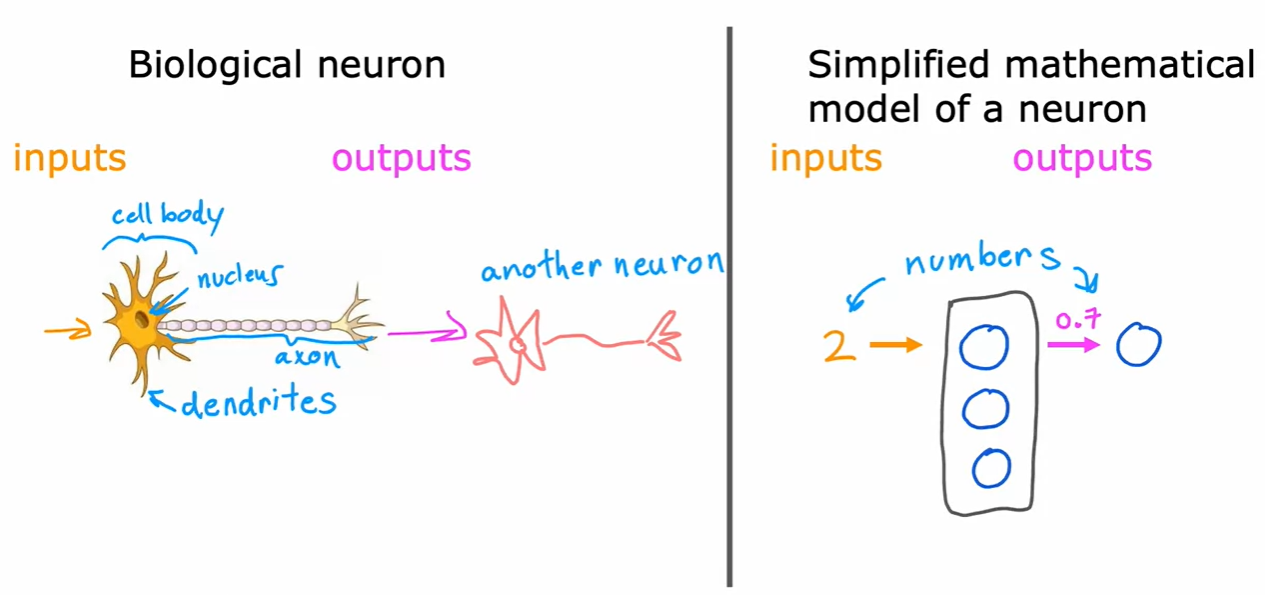 Biological neuron
inputs
outputs
cell body
nucleus
another neuron
axon
dendrites
Simplified mathematical
model of a neuron
inputs
outputs
numbers
0.7
2